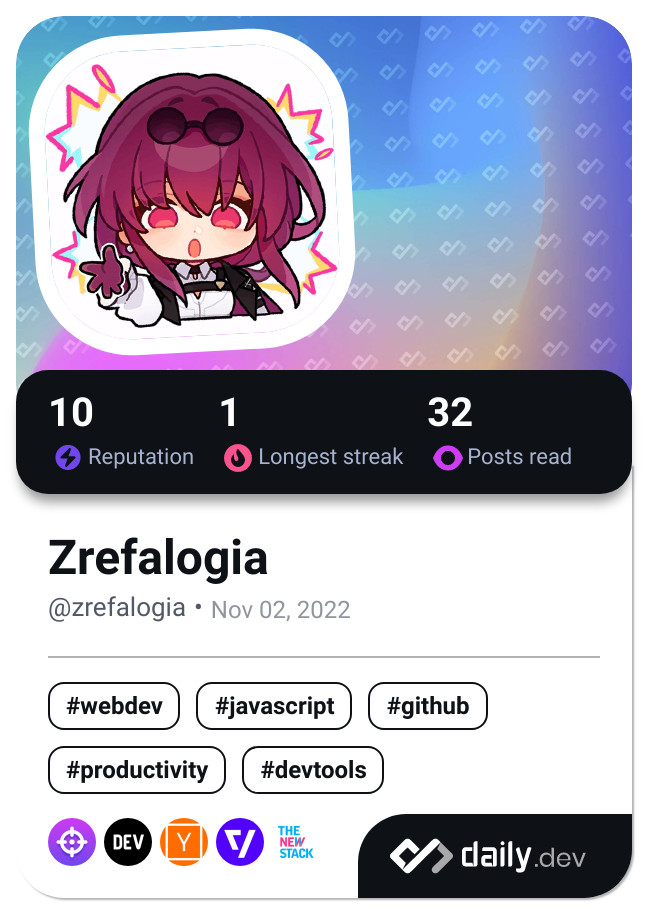 10 1 32
Reputation Longest streak Posts read
Zrefalogia
@zrefalogia • Nov 02, 2022
#webdev #javascript #github
#productivity #devtools
DEV Y THE
NEW
STACK
daily.dev